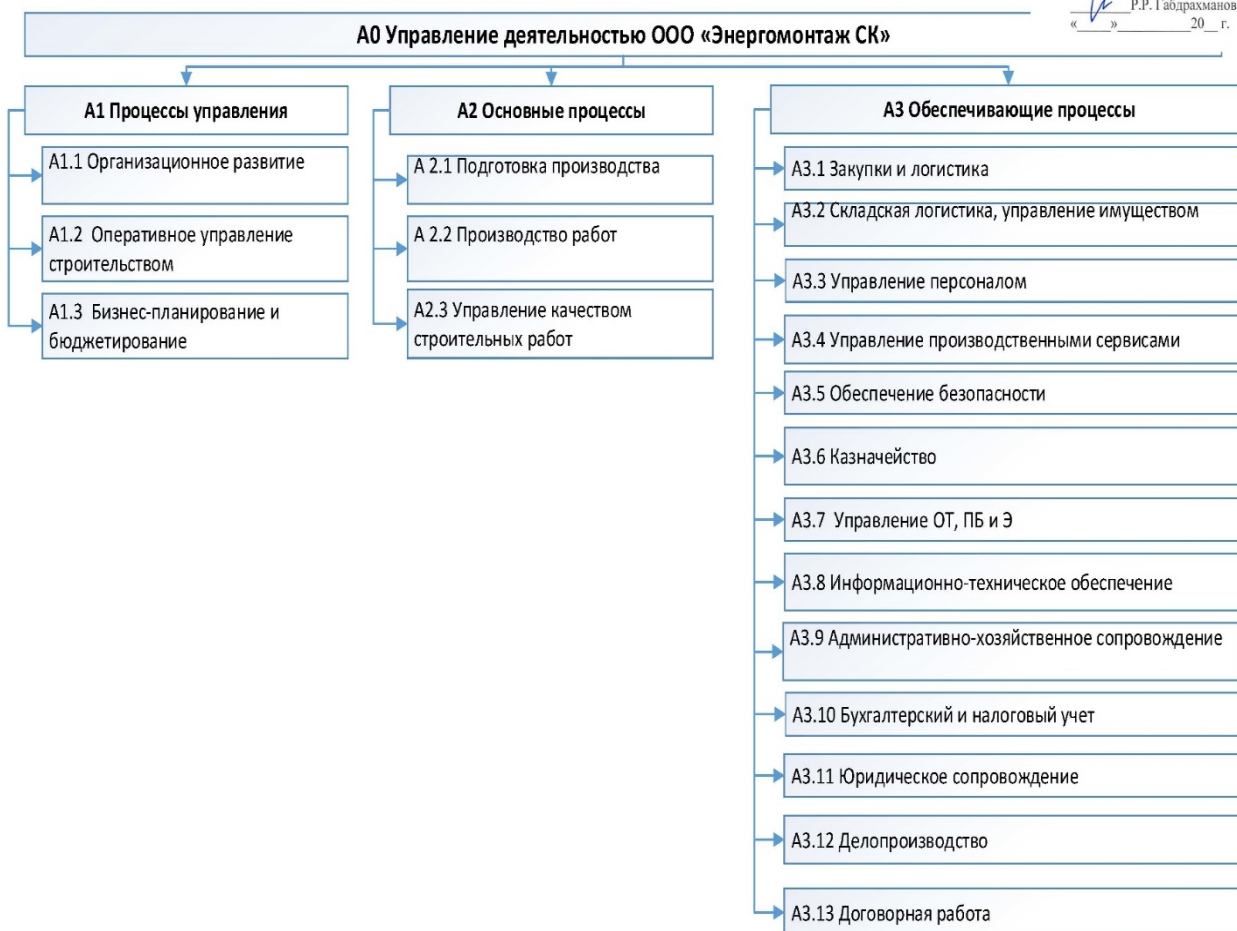 Р.Р. Габдрахманов
« » 20 г.
А0 Управление деятельностью ООО «Энергомонтаж СК»
А1 Процессы управления
А1.1 Организационное развитие
А1.2 Оперативное управление
строительством
А1.3 Бизнес-планирование и
бюджетирование
А2 Основные процессы
А 2.1 Подготовка производства
А 2.2 Производство работ
А2.3 Управление качеством
строительных работ
А3 Обеспечивающие процессы
А3.1 Закупки и логистика
А3.2 Складская логистика, управление имуществом
А3.3 Управление персоналом
А3.4 Управление производственными сервисами
А3.5 Обеспечение безопасности
А3.6 Казначейство
А3.7 Управление ОТ, ПБ и Э
А3.8 Информационно-техническое обеспечение
А3.9 Административно-хозяйственное сопровождение
А3.10 Бухгалтерский и налоговый учет
А3.11 Юридическое сопровождение
А3.12 Делопроизводство
А3.13 Договорная работа